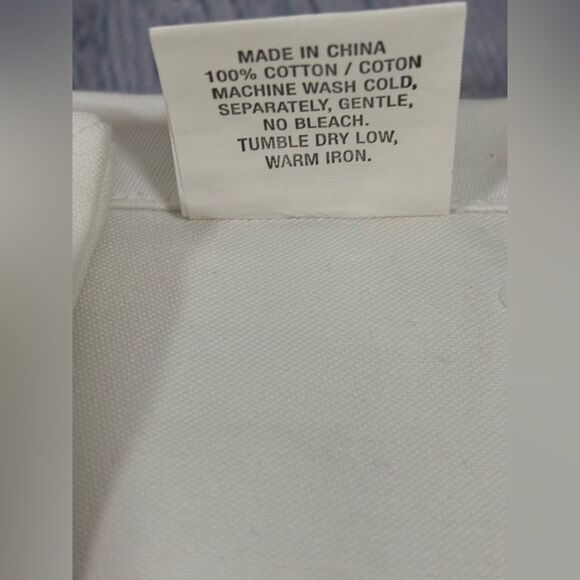 MADE IN CHINA
100% COTTON / COTON
MACHINE WASH COLD,
SEPARATELY, GENTLE,
NO BLEACH.
TUMBLE DRY LOW,
WARM IRON.